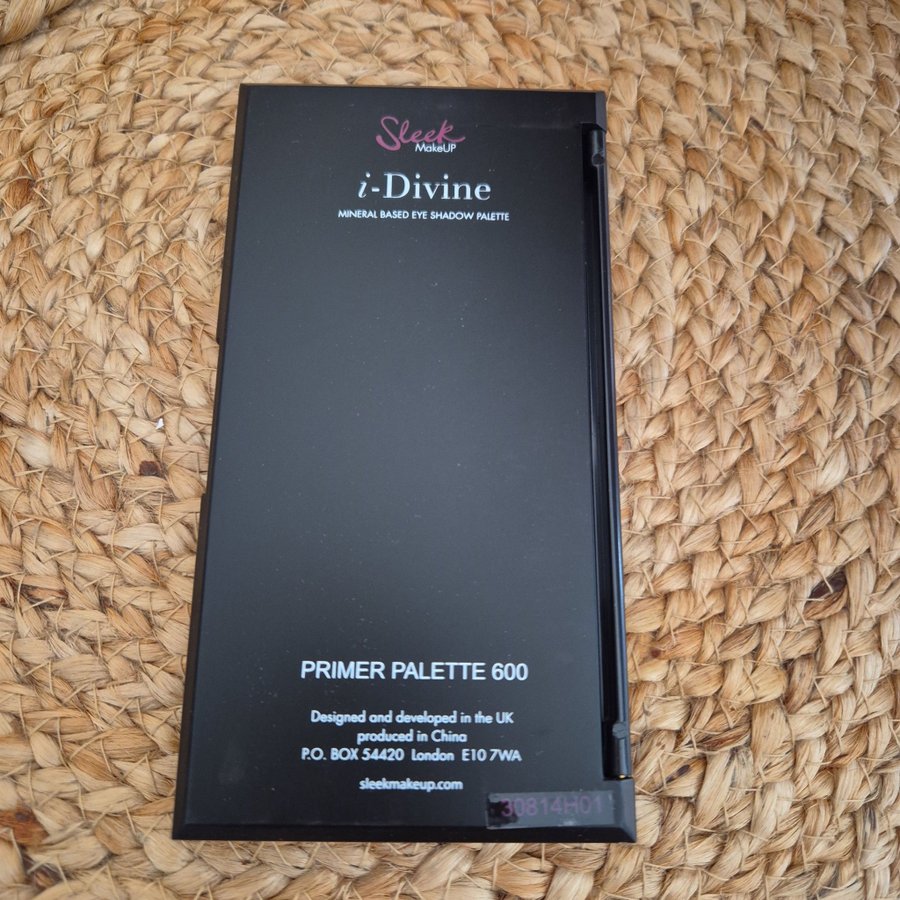 Sleek
MakeUP
i-Divine
MINERAL BASED EYE SHADOW PALETTE
PRIMER PALETTE 600
Designed and developed in the UK
produced in China
P.O. BOX 54420 London E10 7WA
sleekmakeup.com
30814H01